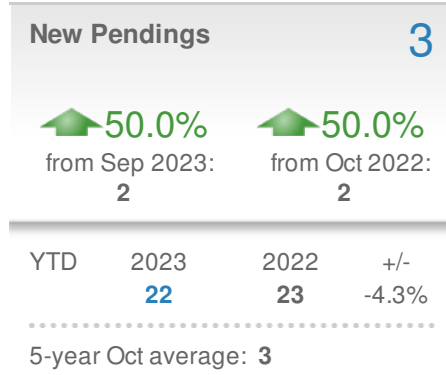 New Pendings 3
50.0% 50.0%
from Sep 2023: from Oct 2022:
2 2
YTD 2023 2022 +/-
22 23 -4.3%
5-year Oct average: 3